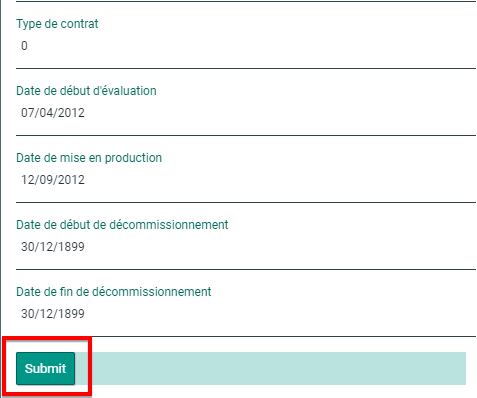 Type de contrat
0
Date de début d'évaluation
07/04/2012
Date de mise en production
12/09/2012
Date de début de décommissionnement
30/12/1899
Date de fin de décommissionnement
30/12/1899
Submit